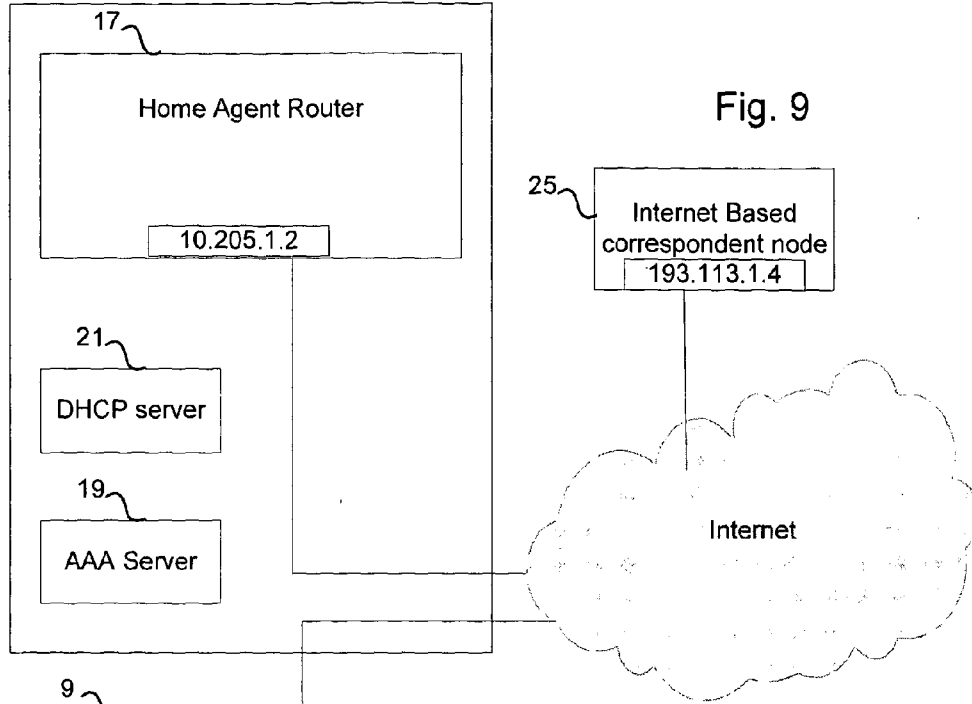 17
Home Agent Router
10.205.1.2
Fig. 9
25
Internet Based
correspondent node
193.113.1.4
21
DHCP server
19
AAA Server
Internet
9